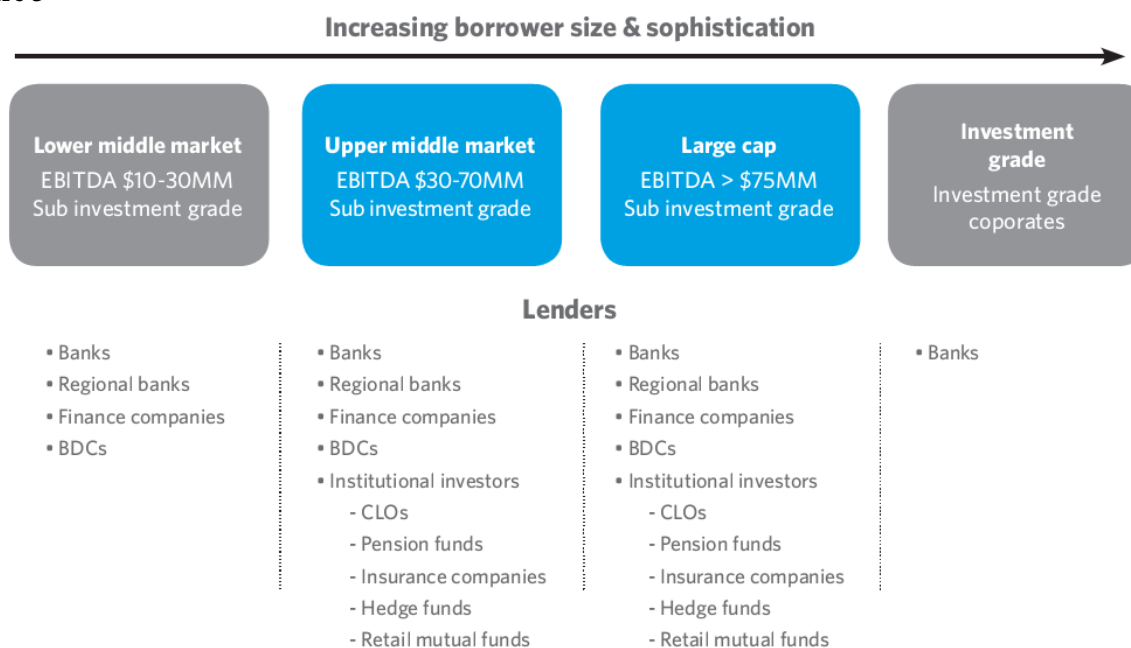 Increasing borrower size & sophistication
Lower middle market
EBITDA $10-30MM
Sub investment grade
Upper middle market
EBITDA $30-70MM
Sub investment grade
Large cap
EBITDA > $75MM
Sub investment grade
Investment
grade
Investment grade
coporates
Lenders
▪ Banks
▪ Regional banks
▪ Finance companies
▪ BDCs
▪ Banks
▪ Regional banks
▪ Finance companies
▪ BDCs
▪ Institutional investors
- CLOs
- Pension funds
- Insurance companies
- Hedge funds
- Retail mutual funds
▪ Banks
▪ Regional banks
▪ Finance companies
▪ BDCs
▪ Institutional investors
- CLOs
- Pension funds
- Insurance companies
- Hedge funds
- Retail mutual funds
▪ Banks